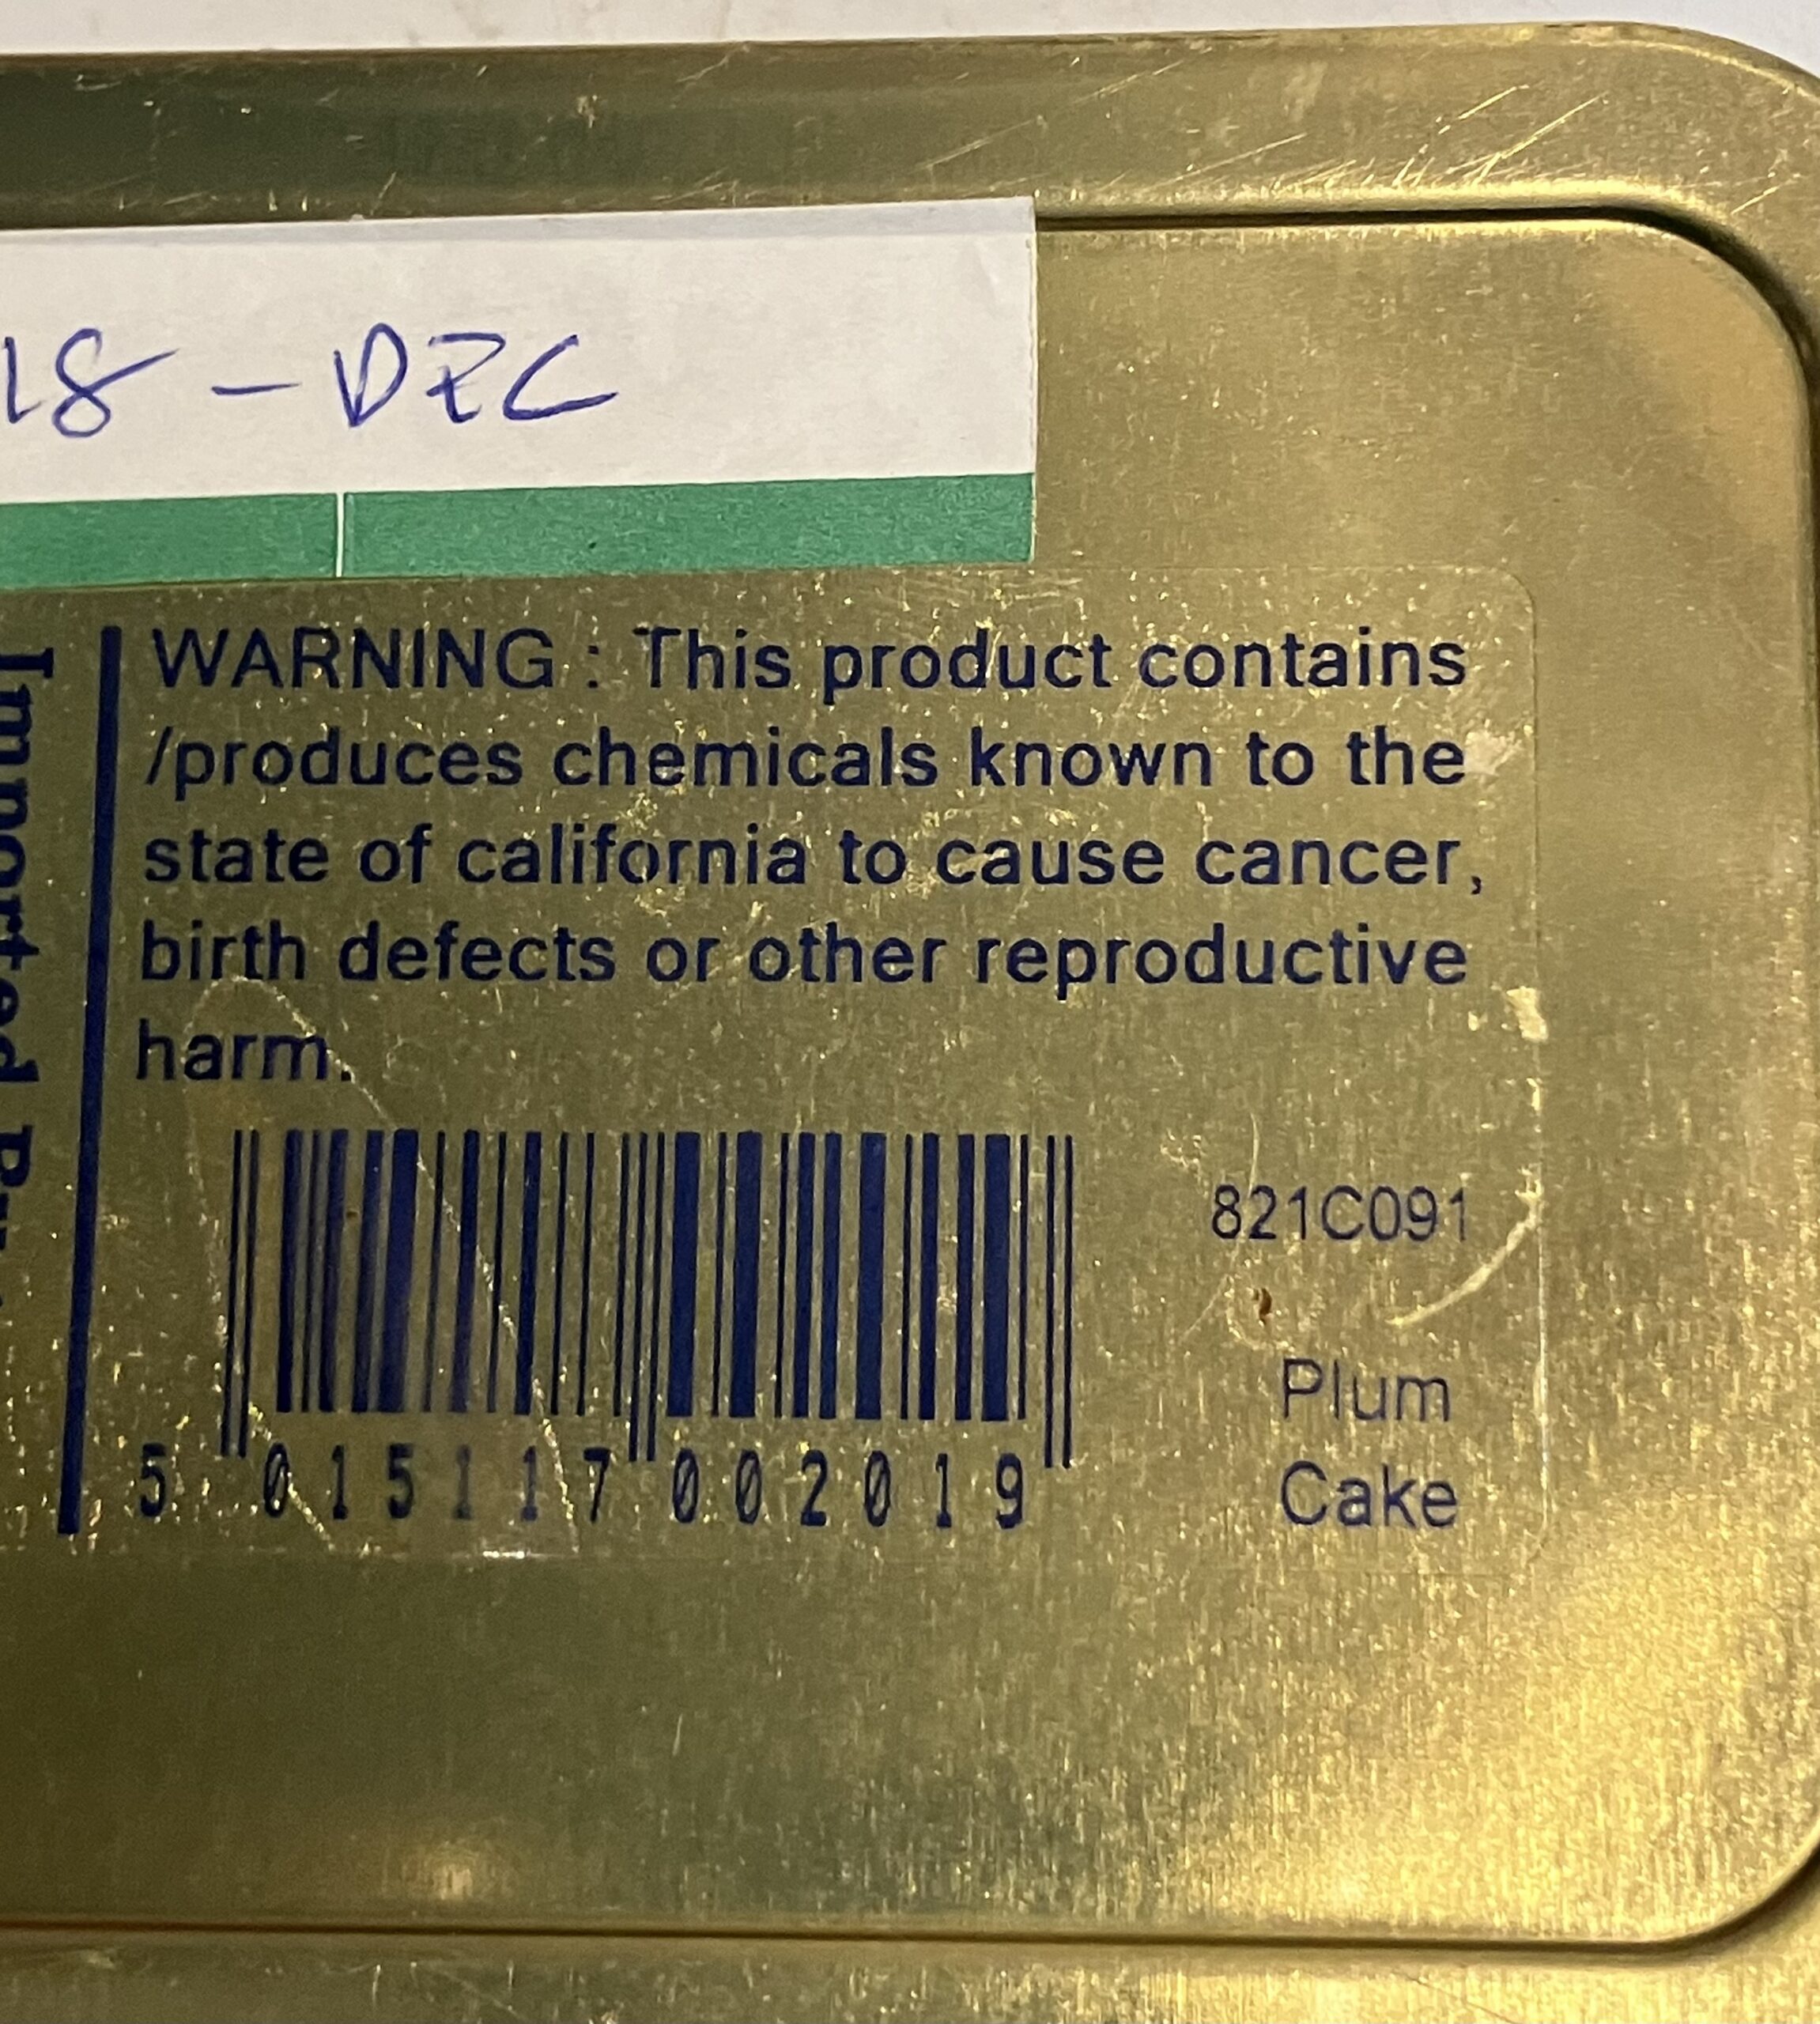 18 - DEC
WARNING : This product contains
/produces chemicals known to the
state of california to cause cancer,
birth defects or other reproductive
harm.
821C091
Plum
Cake
5 015117 002019
Imported